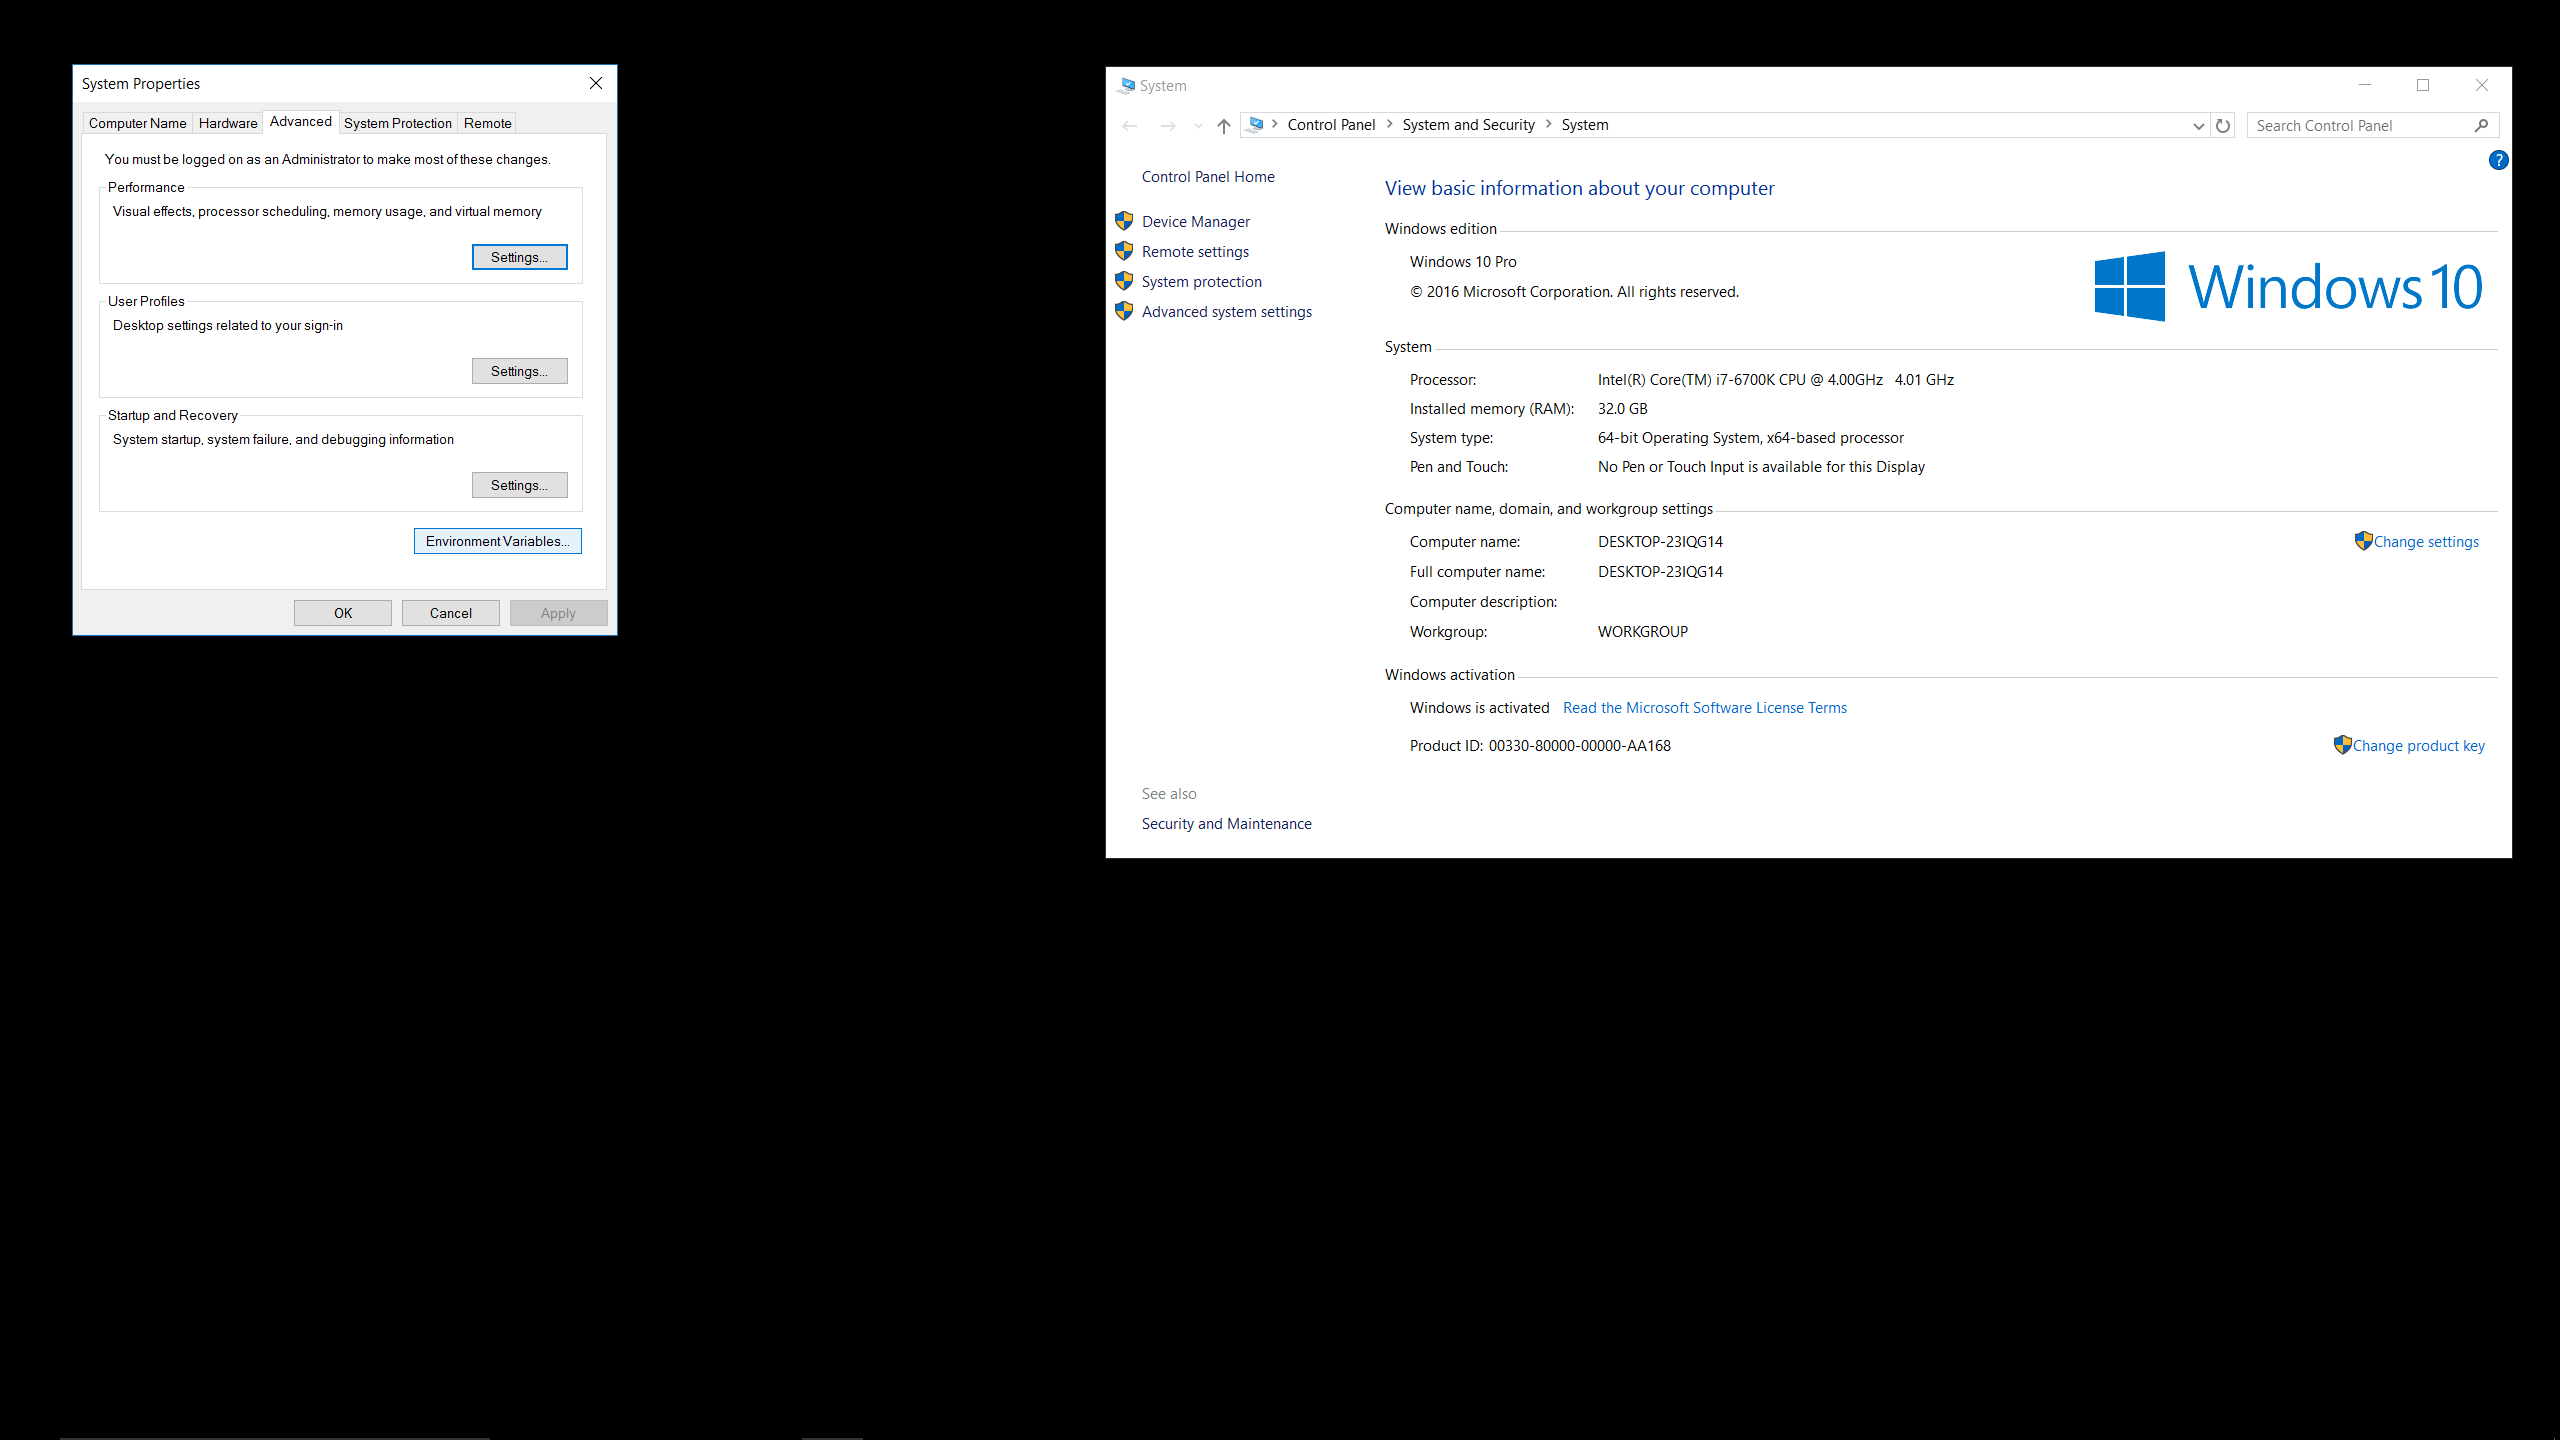 System Properties
Computer Name Hardware Advanced System Protection Remote
You must be logged on as an Administrator to make most of these changes.
Performance
Visual effects, processor scheduling, memory usage, and virtual memory
Settings...
User Profiles
Desktop settings related to your sign-in
Settings...
Startup and Recovery
System startup, system failure, and debugging information
Settings...
Environment Variables...
OK Cancel Apply
System
Control Panel System and Security System
Search Control Panel
?
Control Panel Home
Device Manager
Remote settings
System protection
Advanced system settings
See also
Security and Maintenance
View basic information about your computer
Windows edition
Windows 10 Pro
© 2016 Microsoft Corporation. All rights reserved.
Windows 10
System
Processor: Intel(R) Core(TM) i7-6700K CPU @ 4.00GHz 4.01 GHz
Installed memory (RAM): 32.0 GB
System type: 64-bit Operating System, x64-based processor
Pen and Touch: No Pen or Touch Input is available for this Display
Computer name, domain, and workgroup settings
Computer name: DESKTOP-23IQG14 Change settings
Full computer name: DESKTOP-23IQG14
Computer description:
Workgroup: WORKGROUP
Windows activation
Windows is activated Read the Microsoft Software License Terms
Product ID: 00330-80000-00000-AA168 Change product key